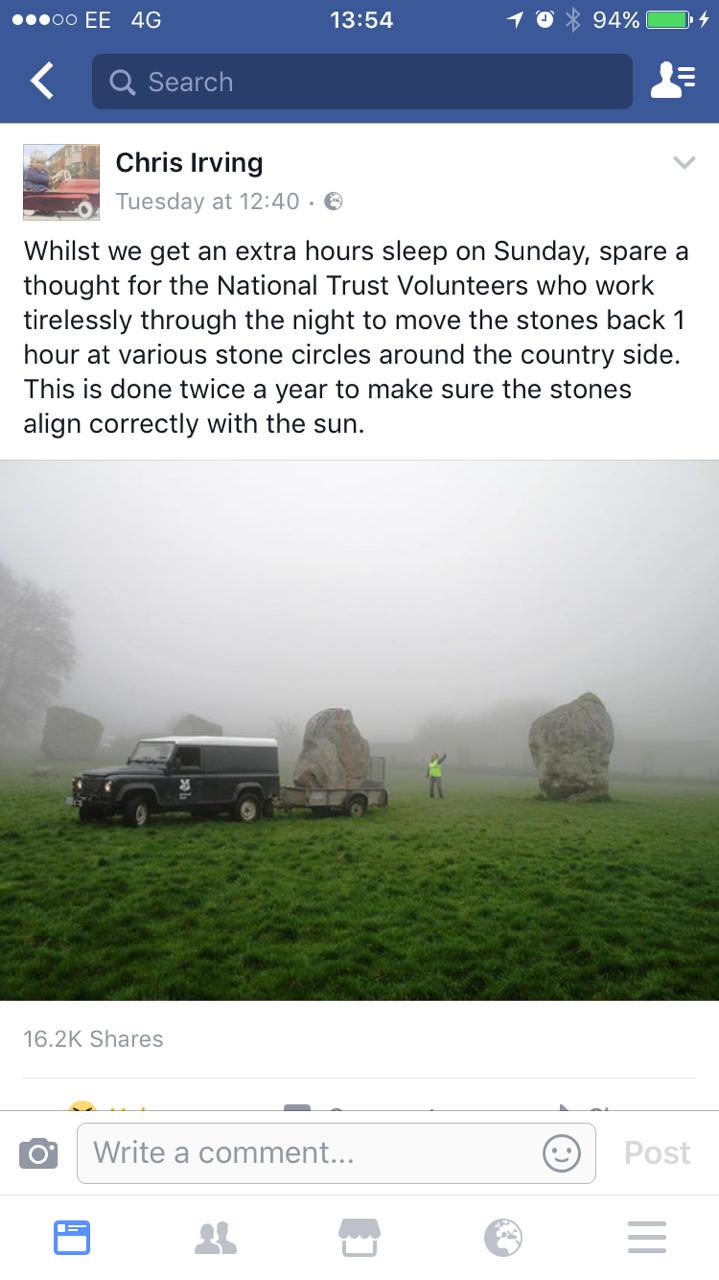 EE 4G 13:54 94%
Search
Chris Irving
Tuesday at 12:40 ·
Whilst we get an extra hours sleep on Sunday, spare a
thought for the National Trust Volunteers who work
tirelessly through the night to move the stones back 1
hour at various stone circles around the country side.
This is done twice a year to make sure the stones
align correctly with the sun.
16.2K Shares
Write a comment...
Post